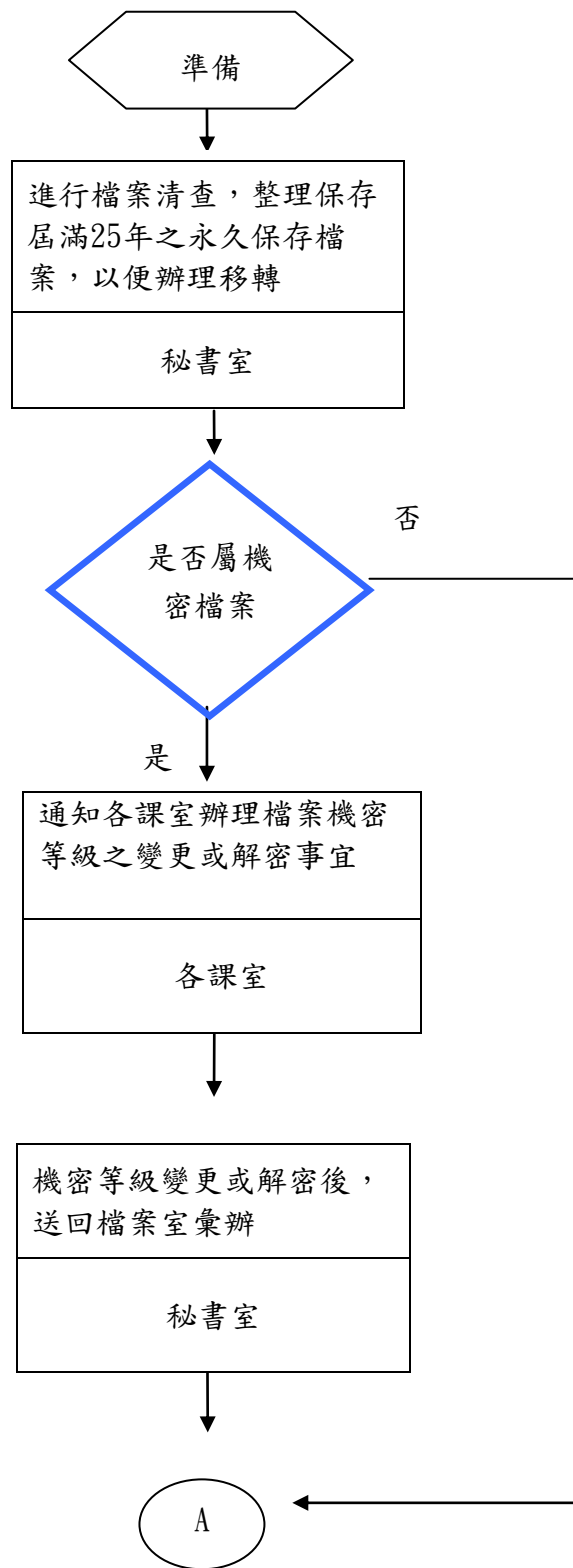 準備
進行檔案清查，整理保存
屆滿25年之永久保存檔
案，以便辦理移轉
秘書室
否
是否屬機
密檔案
是
通知各課室辦理檔案機密
等級之變更或解密事宜
各課室
機密等級變更或解密後，
送回檔案室彙辦
秘書室
A